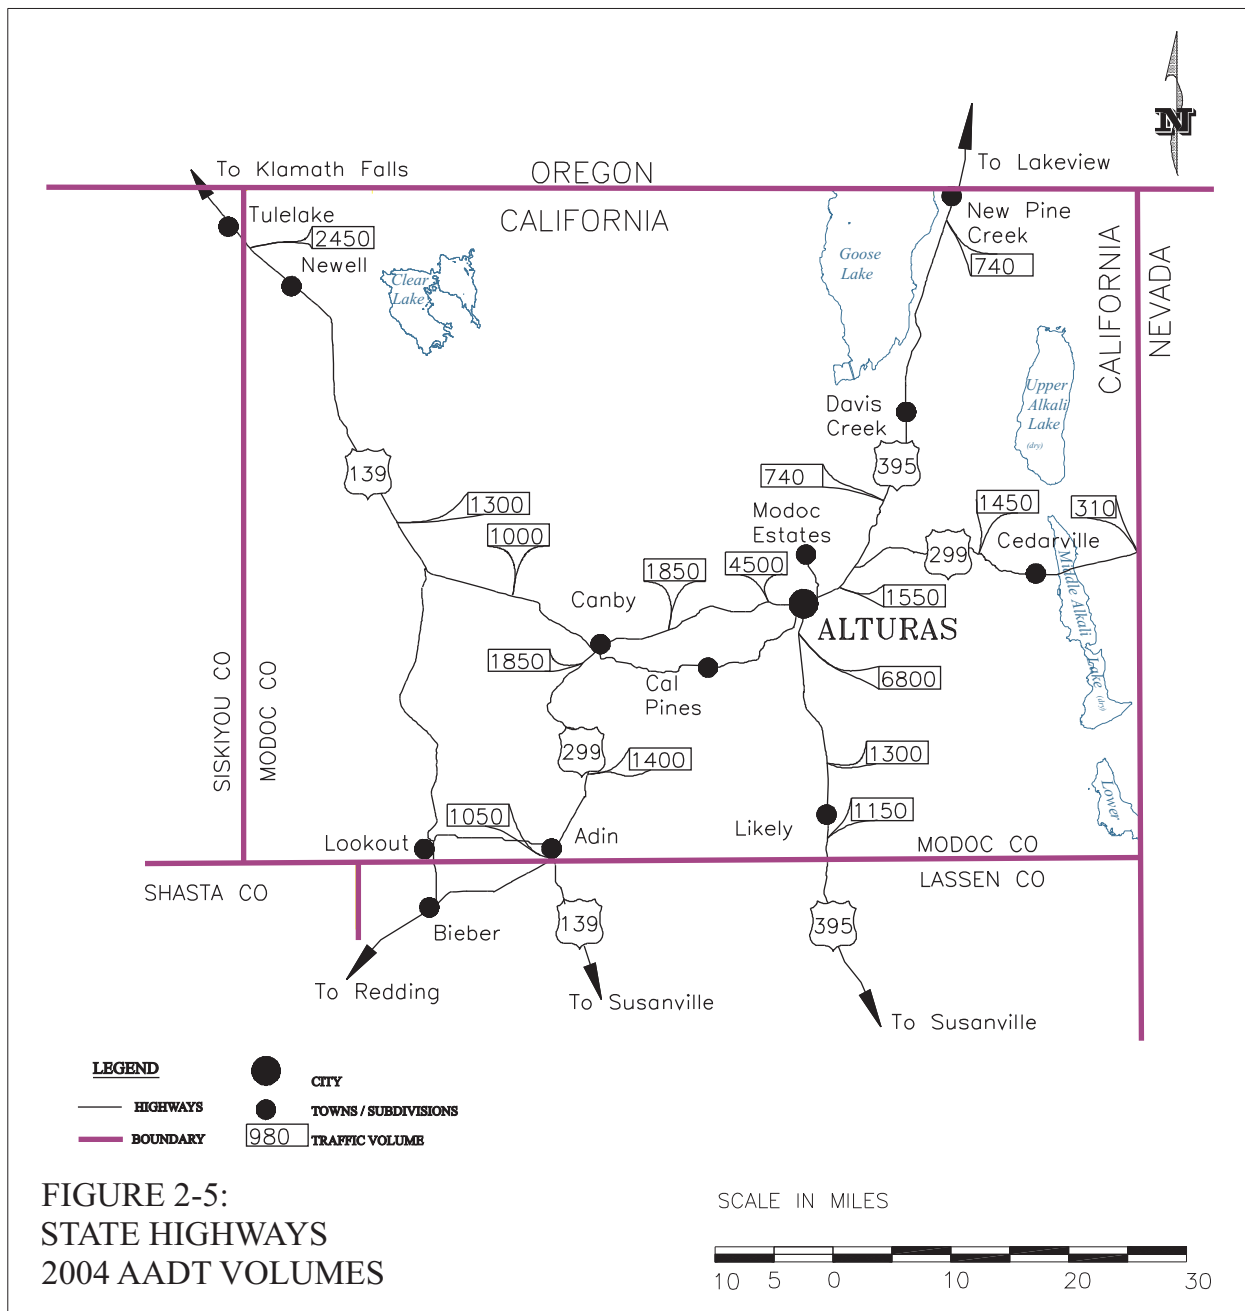 N
To Klamath Falls
OREGON
To Lakeview
Tulelake
CALIFORNIA
New Pine
Creek
2450
Newell
740
Goose
Lake
Clear
Lake
CALIFORNIA
NEVADA
Upper
Alkali
Lake
(dry)
Davis
Creek
139
395
740
1300
1450
310
Modoc
Estates
1000
Cedarville
299
4500
1850
1550
Canby
ALTURAS
Middle Alkali
Lake (dry)
1850
6800
Cal
Pines
SISKIYOU CO
MODOC CO
299
1400
1300
Lower
1050
1150
Lookout
Adin
Likely
MODOC CO
SHASTA CO
LASSEN CO
139
395
Bieber
To Redding
To Susanville
To Susanville
LEGEND
CITY
HIGHWAYS
TOWNS / SUBDIVISIONS
BOUNDARY
980
TRAFFIC VOLUME
FIGURE 2-5:
STATE HIGHWAYS
2004 AADT VOLUMES
SCALE IN MILES
10 5 0 10 20 30